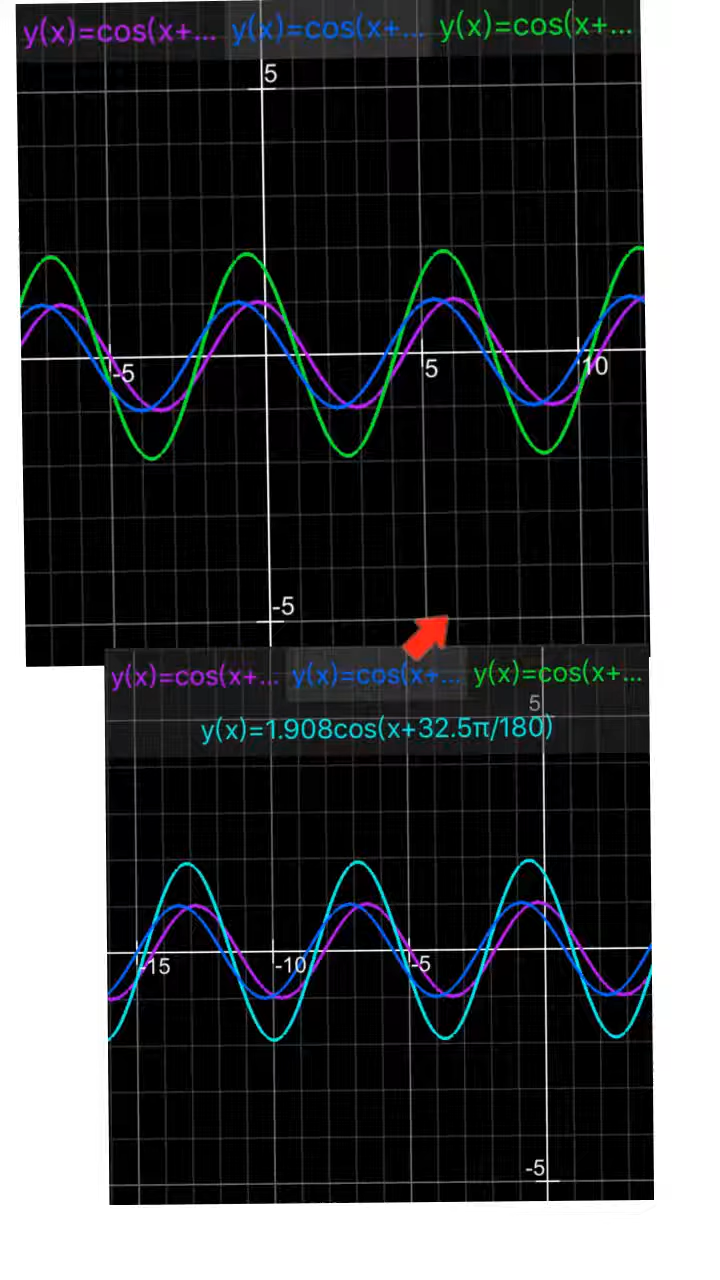 y(x)=cos(x+... y(x)=cos(x+... y(x)=cos(x+...
5
-5 5 10
-5
y(x)=cos(x+... y(x)=cos(x+... y(x)=cos(x+...
5
y(x)=1.908cos(x+32.5π/180)
-15 -10 -5
-5